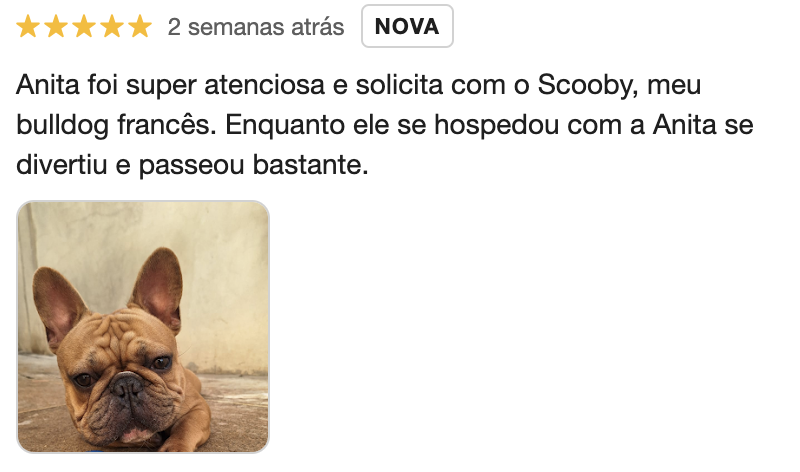 2 semanas atrás NOVA
Anita foi super atenciosa e solicita com o Scooby, meu
bulldog francês. Enquanto ele se hospedou com a Anita se
divertiu e passeou bastante.